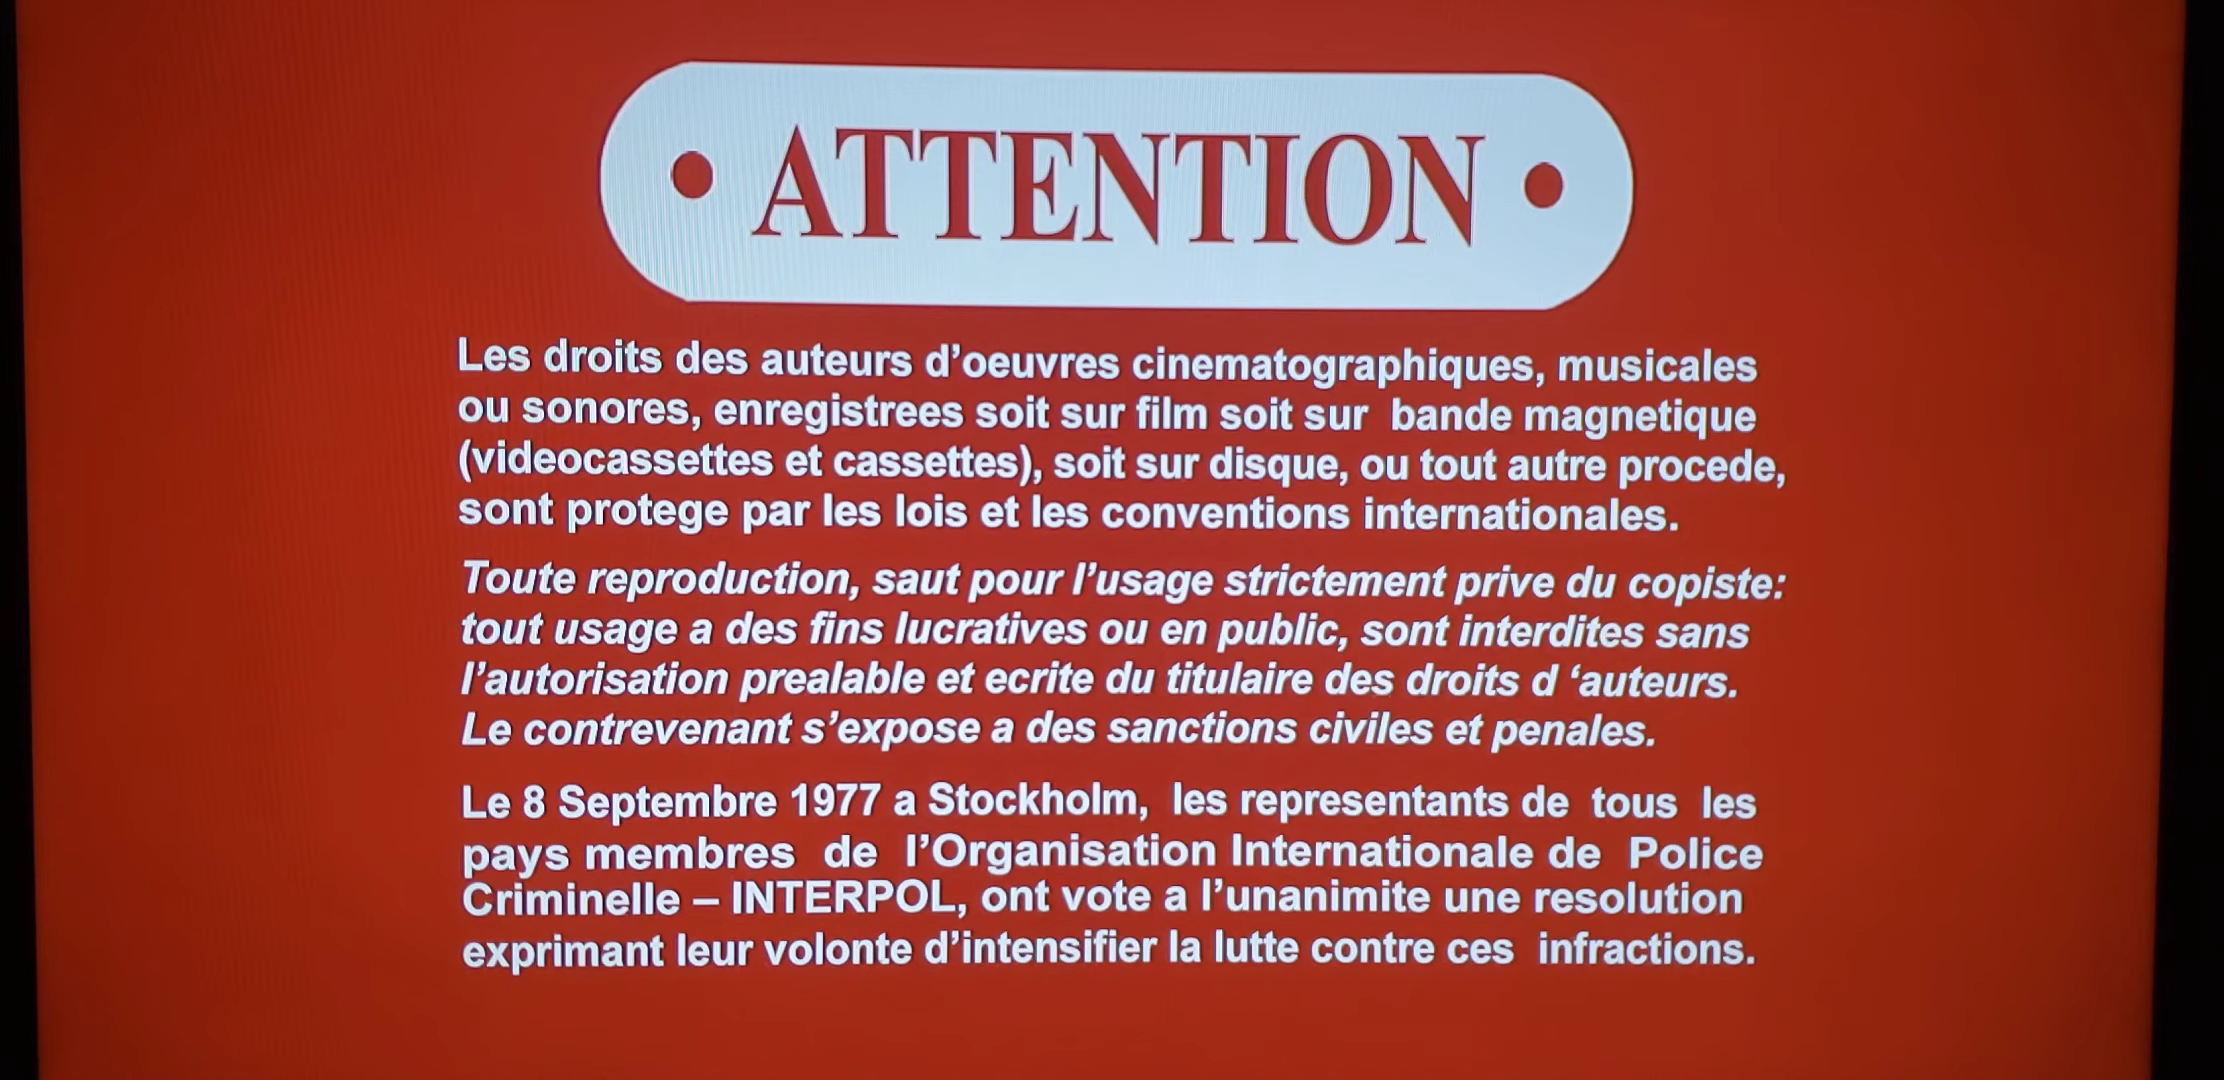 • ATTENTION •
Les droits des auteurs d’oeuvres cinematographiques, musicales
ou sonores, enregistrees soit sur film soit sur bande magnetique
(videocassettes et cassettes), soit sur disque, ou tout autre procede,
sont protege par les lois et les conventions internationales.
Toute reproduction, saut pour l’usage strictement prive du copiste:
tout usage a des fins lucratives ou en public, sont interdites sans
l’autorisation prealable et ecrite du titulaire des droits d ‘auteurs.
Le contrevenant s’expose a des sanctions civiles et penales.
Le 8 Septembre 1977 a Stockholm, les representants de tous les
pays membres de l’Organisation Internationale de Police
Criminelle – INTERPOL, ont vote a l’unanimite une resolution
exprimant leur volonte d’intensifier la lutte contre ces infractions.